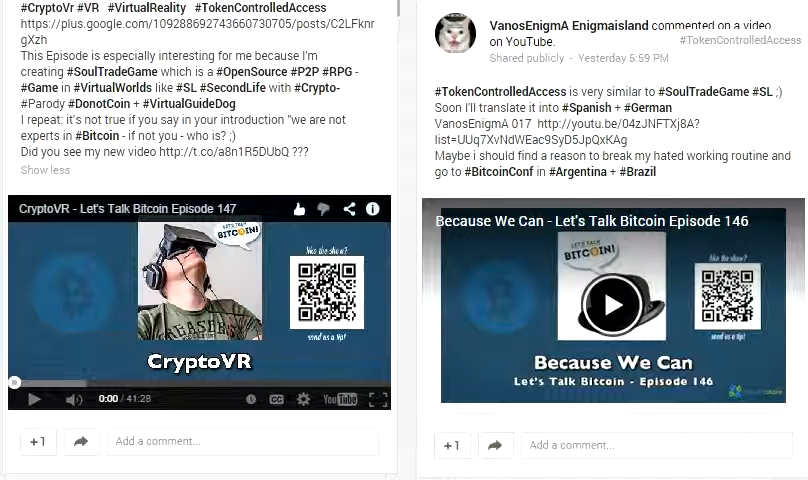 #CryptoVr #VR #VirtualReality #TokenControlledAccess
https://plus.google.com/109288692743660730705/posts/C2LFknr
gXzh
This Episode is especially interesting for me because I'm
creating #SoulTradeGame which is a #OpenSource #P2P #RPG -
#Game in #VirtualWorlds like #SL #SecondLife with #Crypto-
#Parody #DonotCoin + #VirtualGuideDog
I repeat: it's not true if you say in your introduction "we are not
experts in #Bitcoin - if not you - who is? ;)
Did you see my new video http://t.co/a8n1R5DUbQ ???
Show less
CryptoVR - Let's Talk Bitcoin Episode 147
LET'S TALK
BITCOIN!
like the show?
send us a tip!
CryptoVR
0:00 / 41:28
CC
YouTube
+1
Add a comment...
VanosEnigmA Enigmaisland commented on a video
on YouTube.
#TokenControlledAccess
Shared publicly - Yesterday 5:59 PM
#TokenControlledAccess is very similar to #SoulTradeGame #SL ;)
Soon I'll translate it into #Spanish + #German
VanosEnigmA 017 http://youtu.be/04zJNFTXj8A?
list=UUq7XvNdWEac9SyD5JpQxKAg
Maybe i should find a reason to break my hated working routine and
go to #BitcoinConf in #Argentina + #Brazil
Because We Can - Let's Talk Bitcoin Episode 146
LET'S TALK
BITCOIN!
like the show?
send us a tip!
Because We Can
Let's Talk Bitcoin - Episode 146
+1
Add a comment...